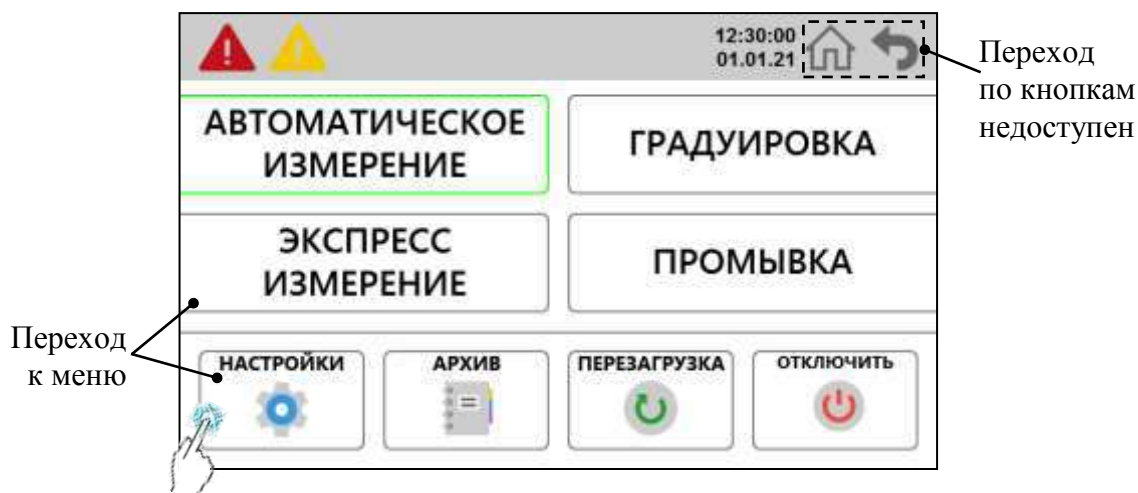 12:30:00
01.01.21
Переход
по кнопкам
недоступен
АВТОМАТИЧЕСКОЕ
ИЗМЕРЕНИЕ
ГРАДУИРОВКА
ЭКСПРЕСС
ИЗМЕРЕНИЕ
ПРОМЫВКА
Переход
к меню
НАСТРОЙКИ
АРХИВ
ПЕРЕЗАГРУЗКА
ОТКЛЮЧИТЬ